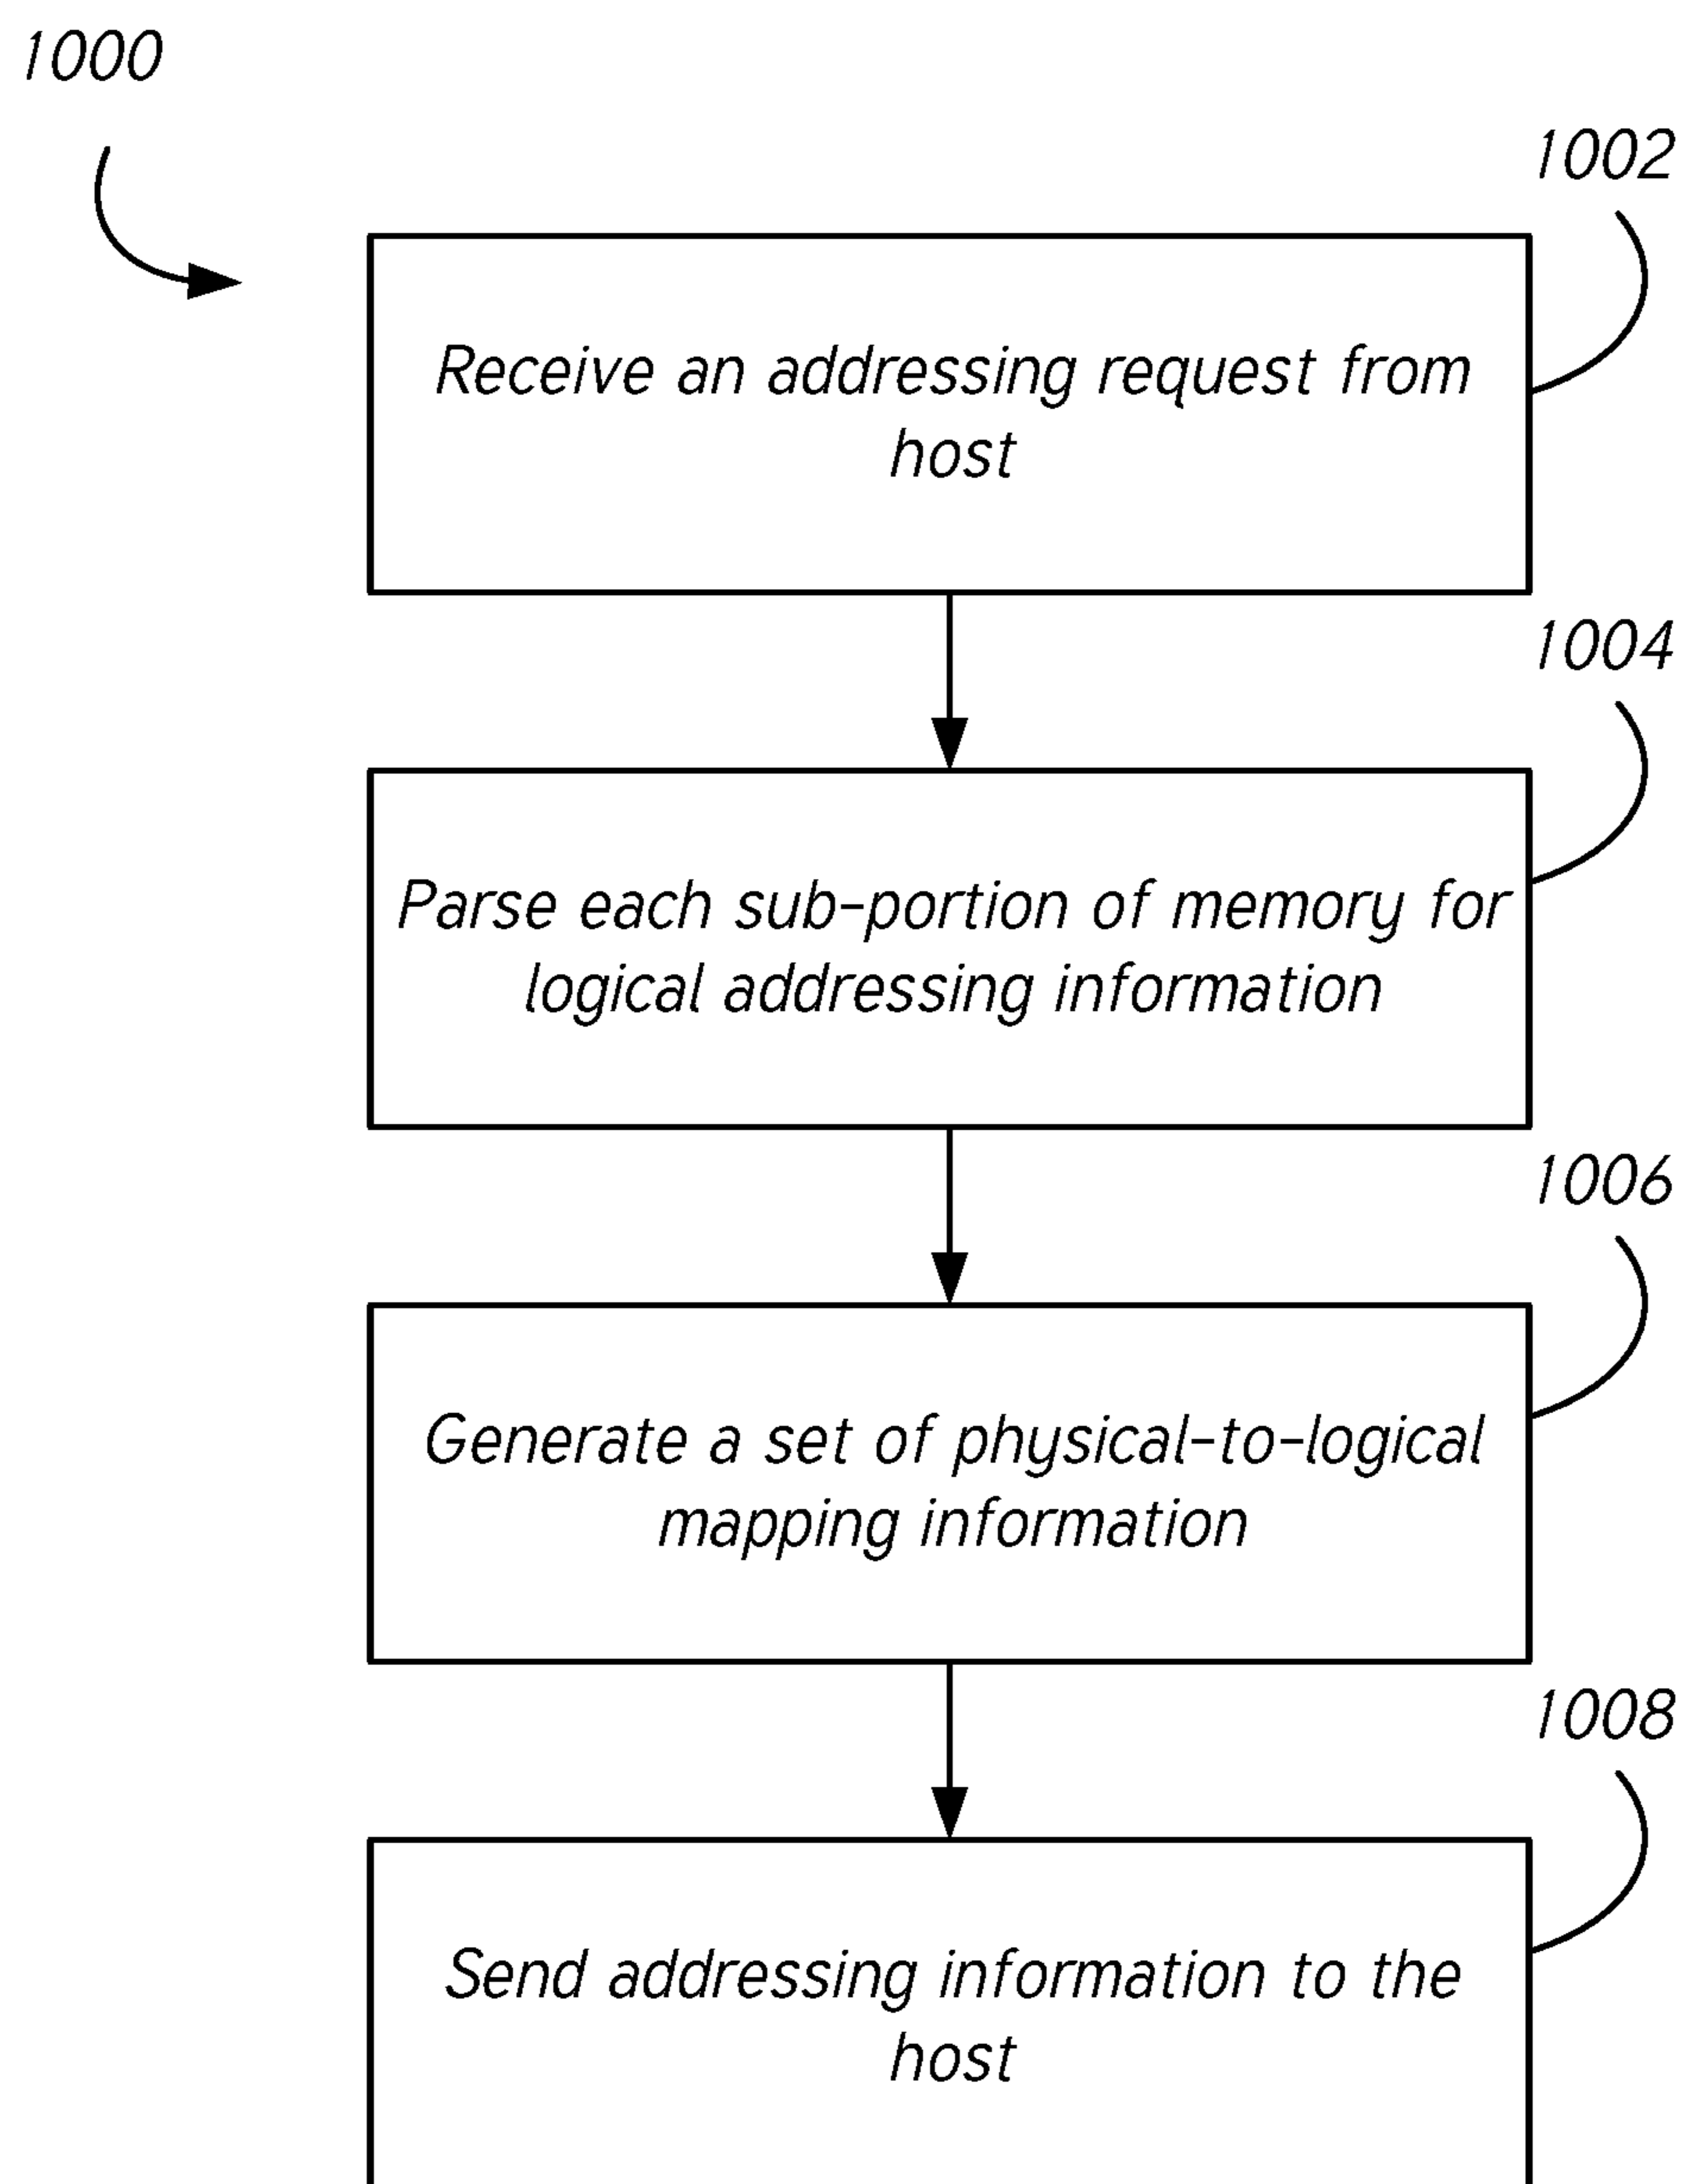 1000
1002
Receive an addressing request from
host
1004
Parse each sub-portion of memory for
logical addressing information
1006
Generate a set of physical-to-logical
mapping information
1008
Send addressing information to the
host